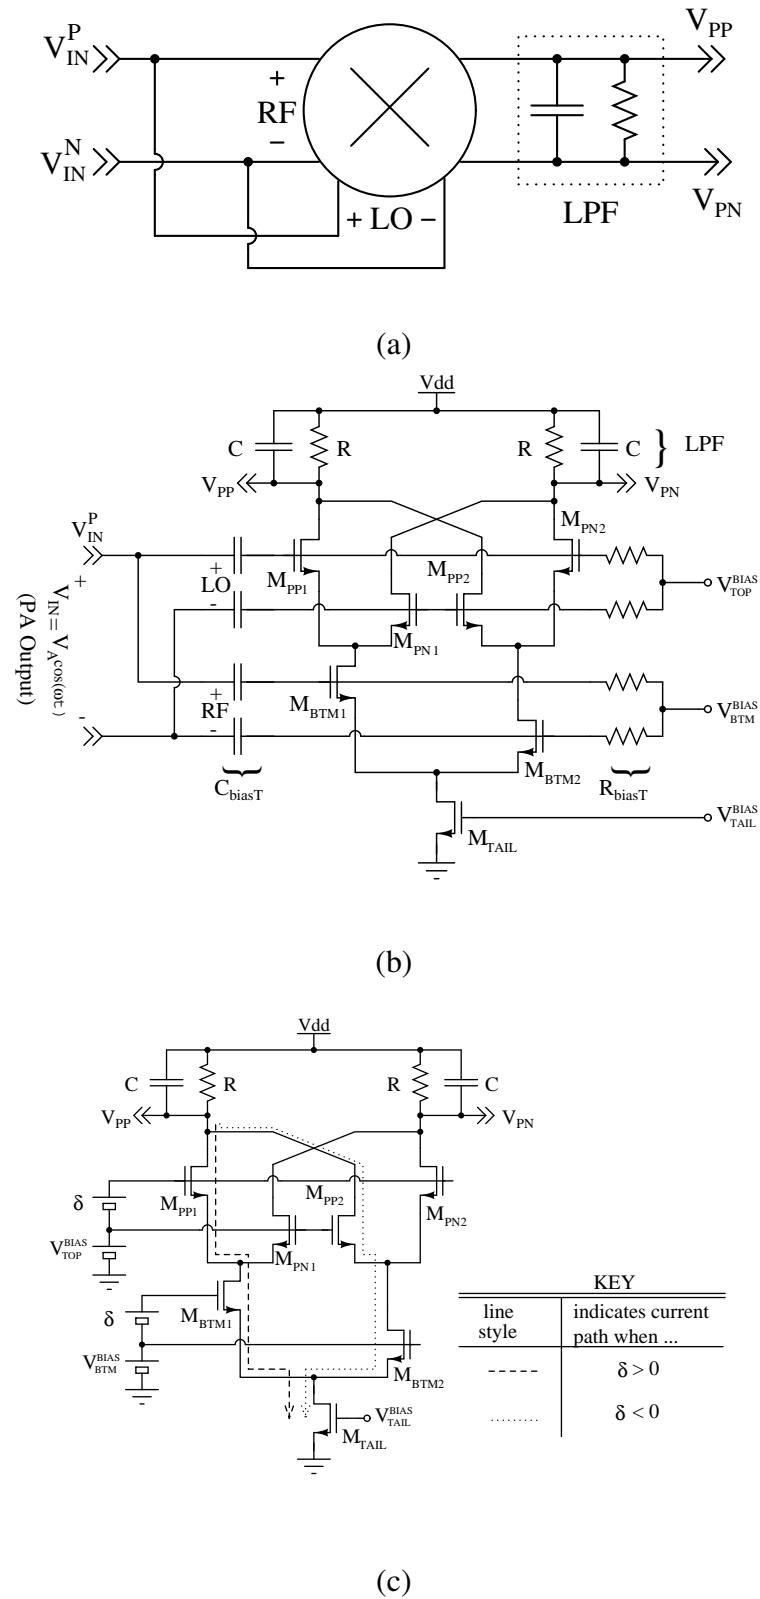 V_IN^P
V_PP
+
RF
−
V_IN^N
+ LO −
LPF
V_PN
(a)
Vdd
C R R C } LPF
V_PP V_PN
V_IN^P
M_PN2
+
LO
-
M_PP1 M_PP2
V_TOP^BIAS
M_PN1
+
V_IN = V_A cos(ωt)
(PA Output)
-
+
RF
-
M_BTM1
V_BTM^BIAS
M_BTM2
C_biasT R_biasT
M_TAIL
V_TAIL^BIAS
(b)
Vdd
C R R C
V_PP V_PN
δ M_PP1 M_PP2 M_PN2
V_TOP^BIAS
M_PN1
δ M_BTM1
V_BTM^BIAS
M_BTM2
V_TAIL^BIAS
M_TAIL
KEY
line style
indicates current path when ...
δ > 0
δ < 0
(c)